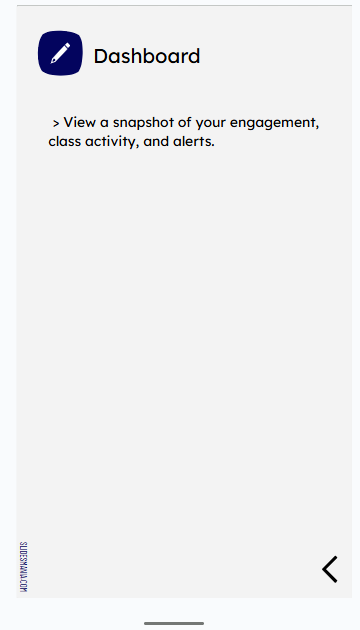 Dashboard
> View a snapshot of your engagement,
class activity, and alerts.
SLIDESMANIA.COM